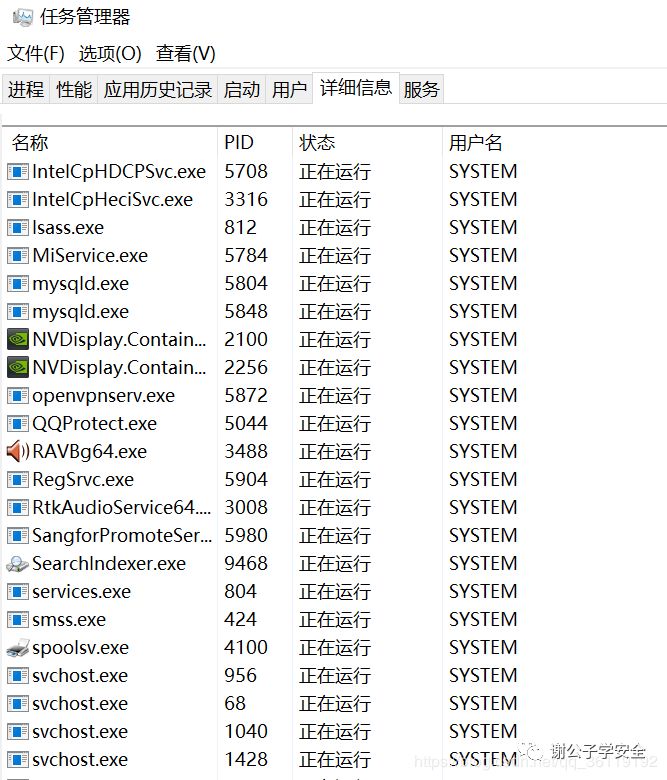 任务管理器
文件(F) 选项(O) 查看(V)
进程 性能 应用历史记录 启动 用户 详细信息 服务
名称 PID 状态 用户名
IntelCpHDCPSvc.exe 5708 正在运行 SYSTEM
IntelCpHeciSvc.exe 3316 正在运行 SYSTEM
lsass.exe 812 正在运行 SYSTEM
MiService.exe 5784 正在运行 SYSTEM
mysqld.exe 5804 正在运行 SYSTEM
mysqld.exe 5848 正在运行 SYSTEM
NVDisplay.Contain... 2100 正在运行 SYSTEM
NVDisplay.Contain... 2256 正在运行 SYSTEM
openvpnserv.exe 5872 正在运行 SYSTEM
QQProtect.exe 5044 正在运行 SYSTEM
RAVBg64.exe 3488 正在运行 SYSTEM
RegSrvc.exe 5904 正在运行 SYSTEM
RtkAudioService64.... 3008 正在运行 SYSTEM
SangforPromoteSer... 5980 正在运行 SYSTEM
SearchIndexer.exe 9468 正在运行 SYSTEM
services.exe 804 正在运行 SYSTEM
smss.exe 424 正在运行 SYSTEM
spoolsv.exe 4100 正在运行 SYSTEM
svchost.exe 956 正在运行 SYSTEM
svchost.exe 68 正在运行 SYSTEM
svchost.exe 1040 正在运行 SYSTEM
svchost.exe 1428 正在运行 SYSTEM
谢公子学安全